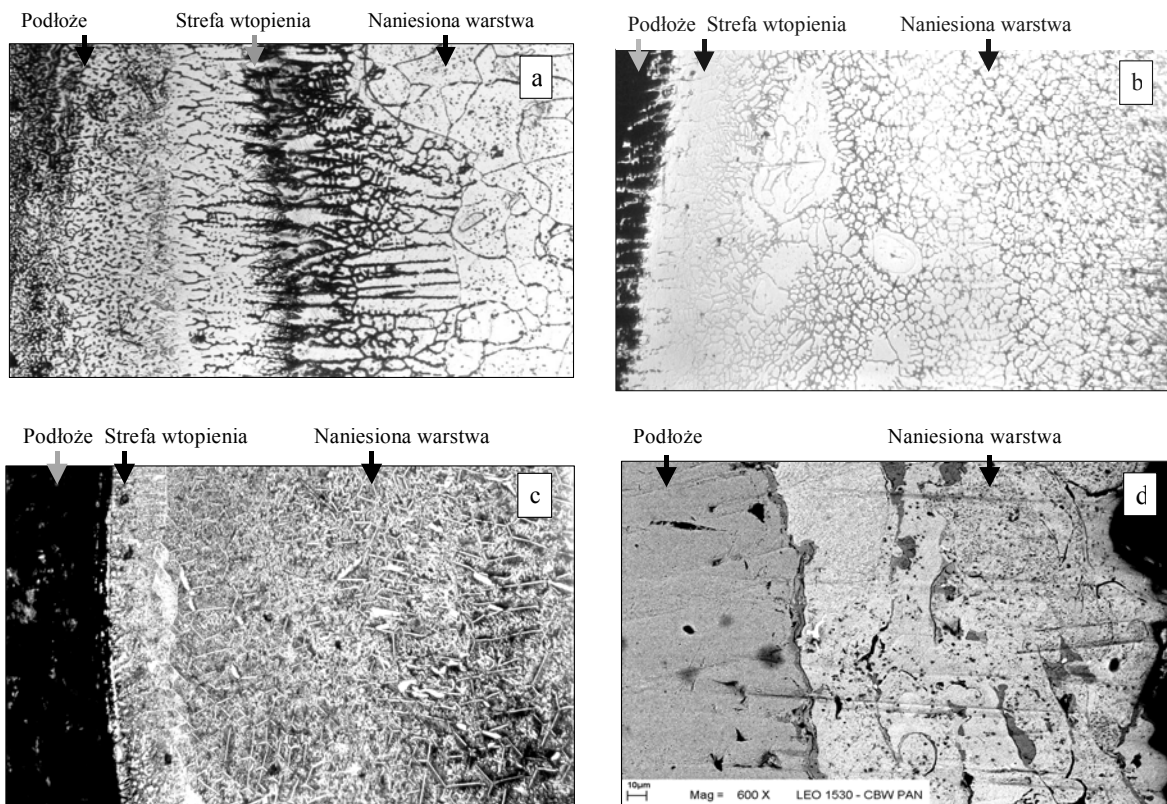 Podłoże Strefa wtopienia Naniesiona warstwa
a
Podłoże Strefa wtopienia Naniesiona warstwa
b
Podłoże Strefa wtopienia Naniesiona warstwa
c
Podłoże Naniesiona warstwa
d
10µm Mag = 600 X LEO 1530 - CBW PAN